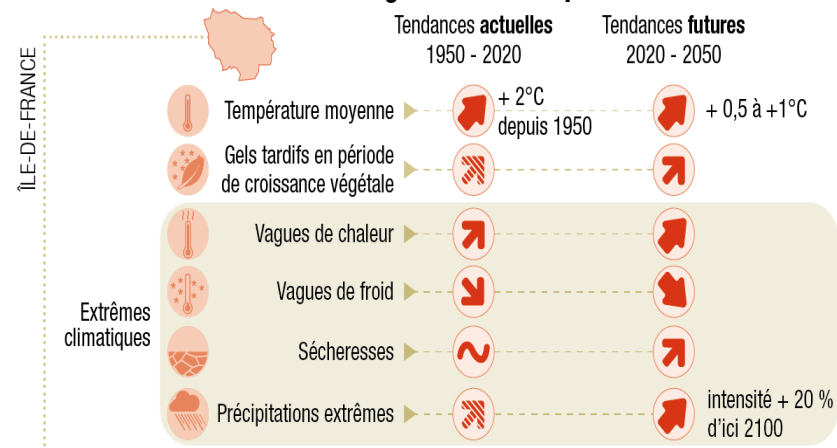 Tendances actuelles
1950 - 2020
Tendances futures
2020 - 2050
ÎLE-DE-FRANCE
Température moyenne
+ 2°C
depuis 1950
+ 0,5 à +1°C
Gels tardifs en période
de croissance végétale
Extrêmes
climatiques
Vagues de chaleur
Vagues de froid
Sécheresses
Précipitations extrêmes
intensité + 20 %
d'ici 2100